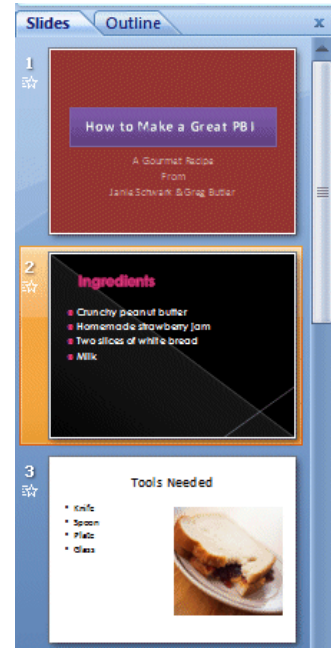 Slides Outline x
1
How to Make a Great PBJ
A Gourmet Recipe
From
Janie Schwark & Greg Butler
2
Ingredients
Crunchy peanut butter
Homemade strawberry jam
Two slices of white bread
Milk
3
Tools Needed
Knife
Spoon
Plate
Glass